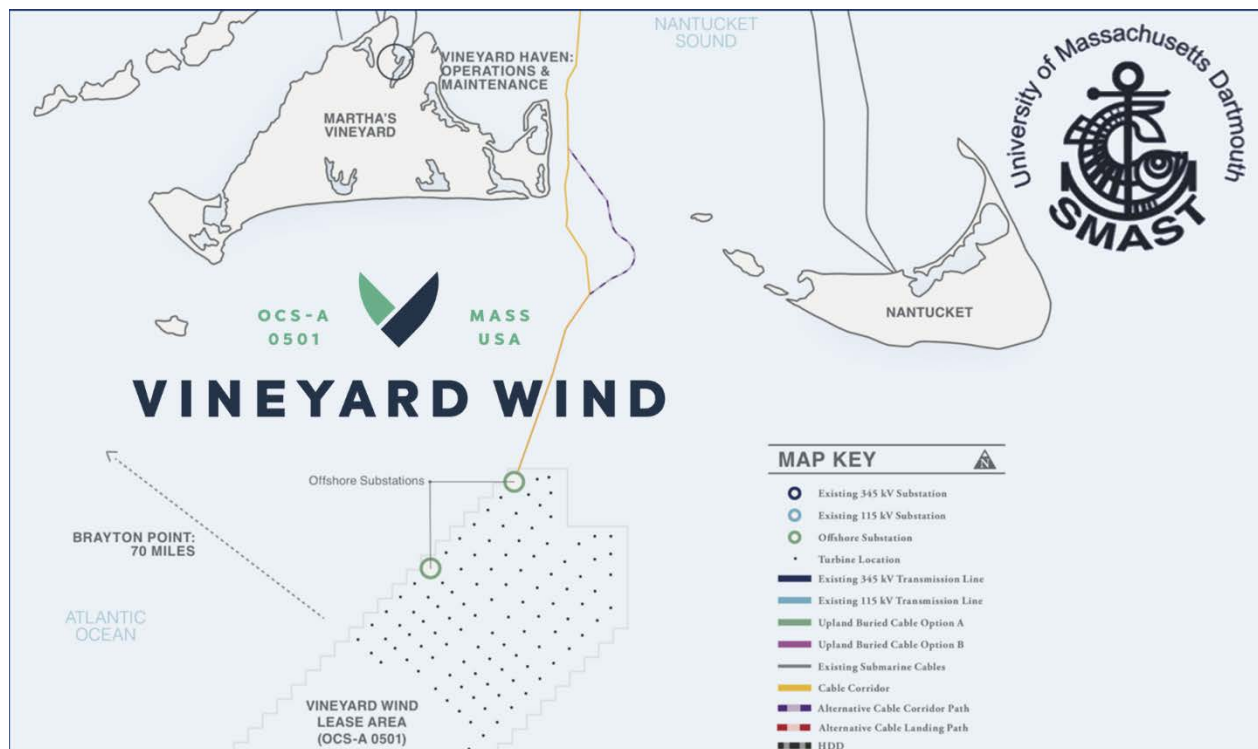 NANTUCKET
SOUND
University of Massachusetts Dartmouth
SMAST
VINEYARD HAVEN:
OPERATIONS &
MAINTENANCE
MARTHA'S
VINEYARD
NANTUCKET
OCS-A
0501
MASS
USA
VINEYARD WIND
Offshore Substations
BRAYTON POINT:
70 MILES
ATLANTIC
OCEAN
VINEYARD WIND
LEASE AREA
(OCS-A 0501)
MAP KEY
N
Existing 345 kV Substation
Existing 115 kV Substation
Offshore Substation
Turbine Location
Existing 345 kV Transmission Line
Existing 115 kV Transmission Line
Upland Buried Cable Option A
Upland Buried Cable Option B
Existing Submarine Cables
Cable Corridor
Alternative Cable Corridor Path
Alternative Cable Landing Path
HDD